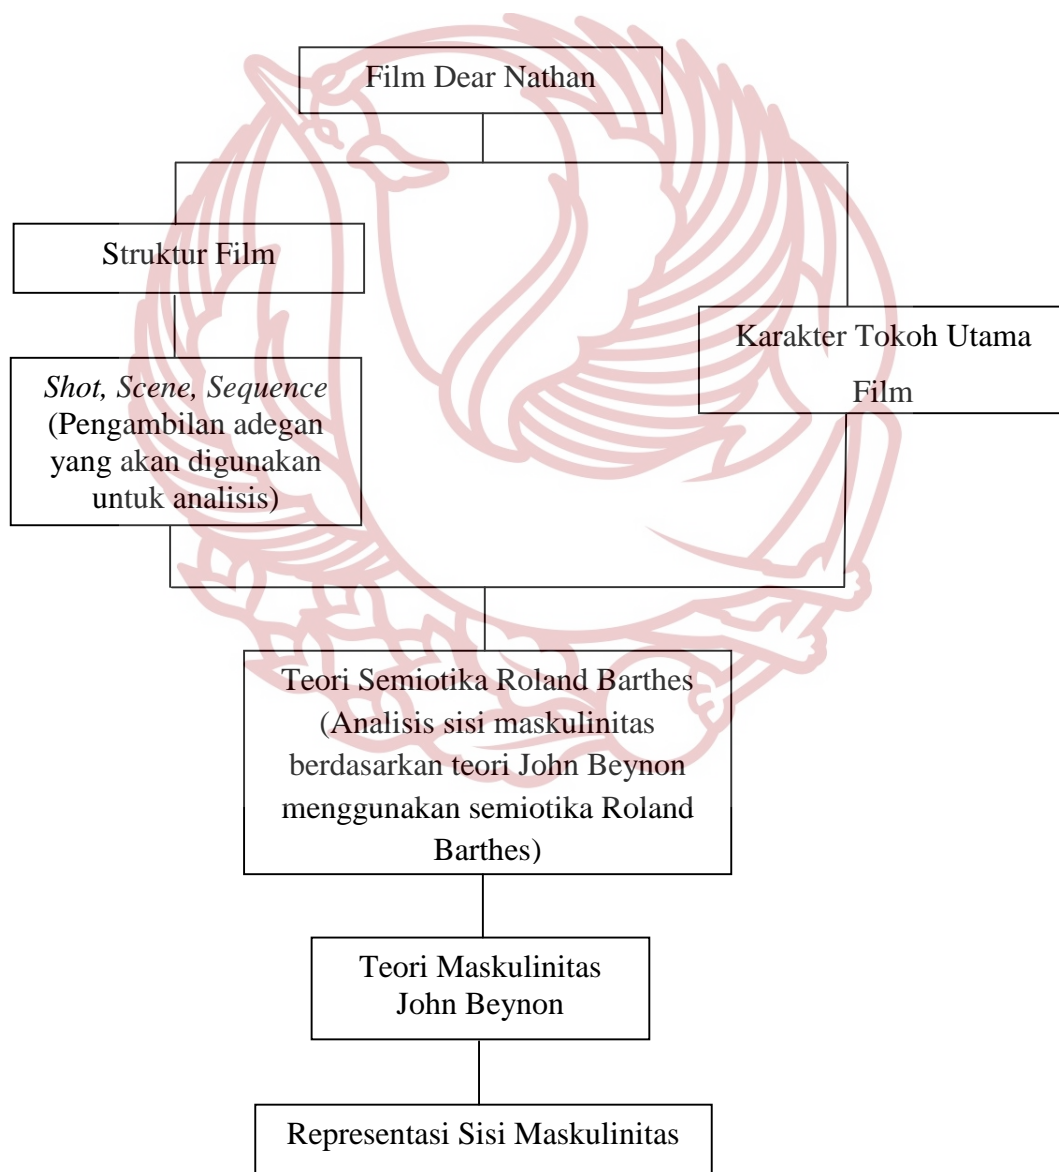 Film Dear Nathan
Struktur Film
Karakter Tokoh Utama
Film
Shot, Scene, Sequence
(Pengambilan adegan
yang akan digunakan
untuk analisis)
Teori Semiotika Roland Barthes
(Analisis sisi maskulinitas
berdasarkan teori John Beynon
menggunakan semiotika Roland
Barthes)
Teori Maskulinitas
John Beynon
Representasi Sisi Maskulinitas